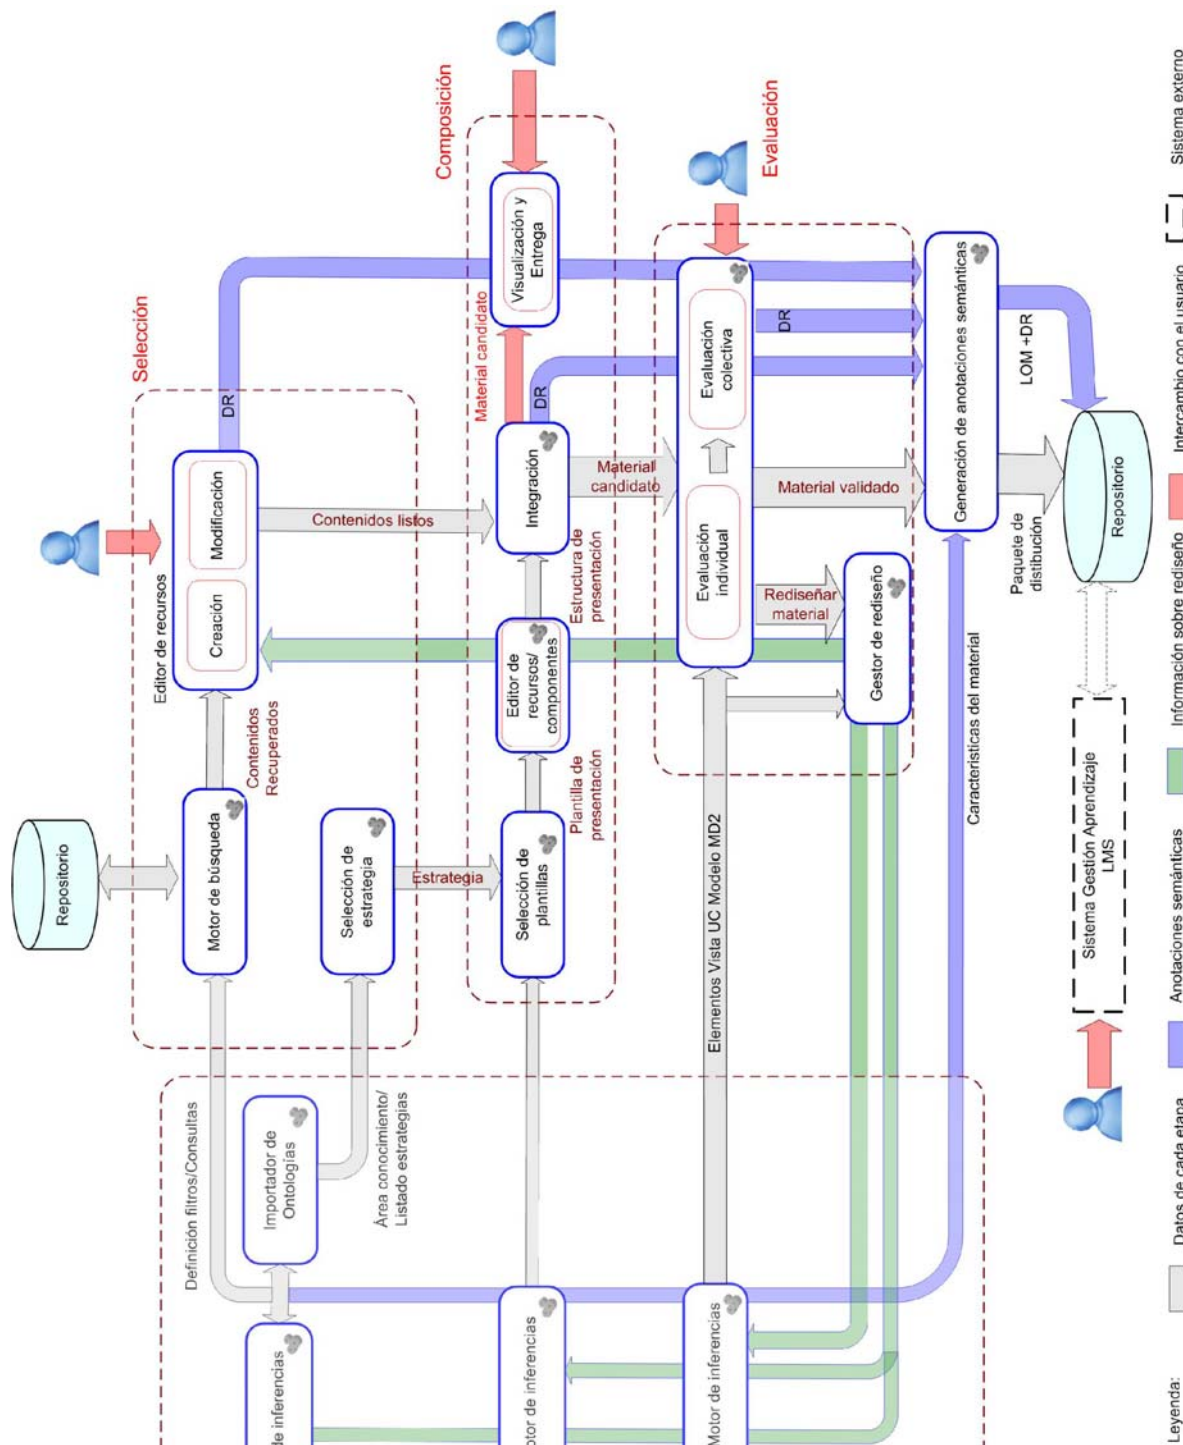 Selección
Composición
Evaluación
Repositorio
Motor de búsqueda
Contenidos
Recuperados
Editor de recursos
Creación
Modificación
DR
Contenidos listos
Selección de
estrategia
Estrategia
Selección de
plantillas
Plantilla de
presentación
Editor de
recursos/
componentes
Estructura de
presentación
Integración
DR
Material candidato
Visualización y
Entrega
Material
candidato
Evaluación
individual
Evaluación
colectiva
DR
Material validado
Rediseñar
material
Gestor de rediseño
Generación de anotaciones semánticas
LOM +DR
Paquete de
distibución
Repositorio
Características del material
Sistema Gestión Aprendizaje
LMS
Definición filtros/Consultas
Importador de
Ontologías
Área conocimiento/
Listado estrategias
Elementos Vista UC Modelo MD2
de inferencias
otor de inferencias
Motor de inferencias
Leyenda:
Datos de cada etapa
Anotaciones semánticas
Información sobre rediseño
Intercambio con el usuario
Sistema externo